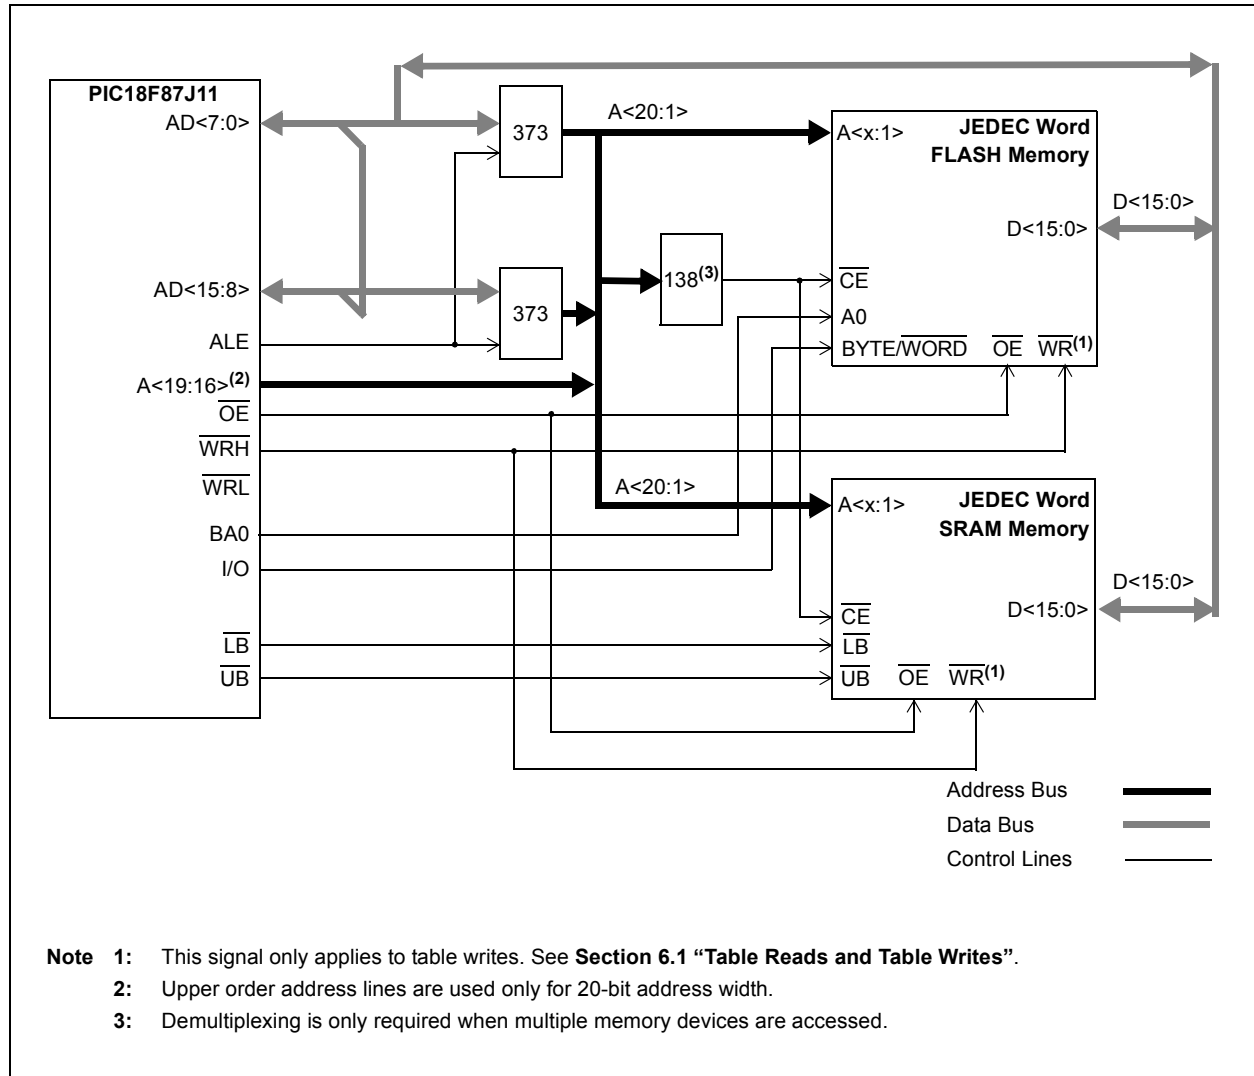 PIC18F87J11
AD<7:0>
373
A<20:1>
A<x:1>
JEDEC Word
FLASH Memory
D<15:0>
D<15:0>
138(3)
CE
AD<15:8>
373
A0
ALE
BYTE/WORD OE WR(1)
A<19:16>(2)
OE
WRH
WRL
A<20:1>
A<x:1>
JEDEC Word
SRAM Memory
BA0
I/O
D<15:0>
D<15:0>
CE
LB
LB
UB
UB OE WR(1)
Address Bus
Data Bus
Control Lines
Note 1: This signal only applies to table writes. See Section 6.1 “Table Reads and Table Writes”.
2: Upper order address lines are used only for 20-bit address width.
3: Demultiplexing is only required when multiple memory devices are accessed.